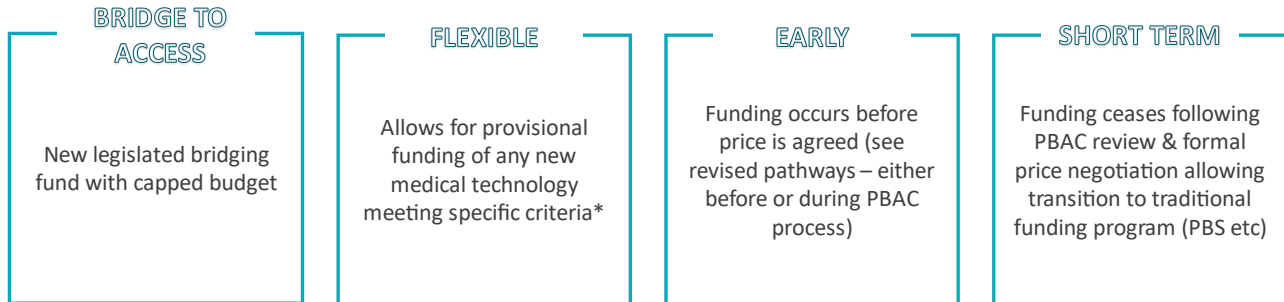 BRIDGE TO
ACCESS
New legislated bridging
fund with capped budget
FLEXIBLE
Allows for provisional
funding of any new
medical technology
meeting specific criteria*
EARLY
Funding occurs before
price is agreed (see
revised pathways – either
before or during PBAC
process)
SHORT TERM
Funding ceases following
PBAC review & formal
price negotiation allowing
transition to traditional
funding program (PBS etc)